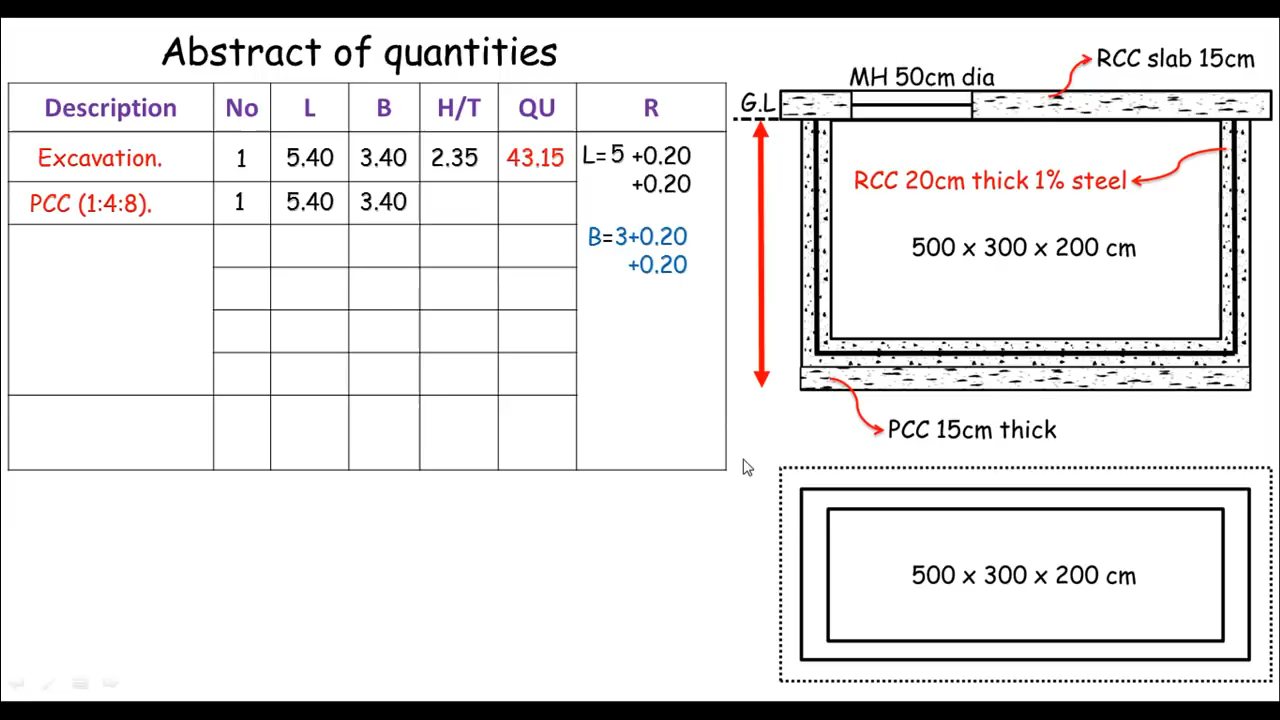 Abstract of quantities
Description No L B H/T QU R
Excavation. 1 5.40 3.40 2.35 43.15 L=5 +0.20
+0.20
PCC (1:4:8). 1 5.40 3.40
B=3+0.20
+0.20
RCC slab 15cm
MH 50cm dia
G.L
RCC 20cm thick 1% steel
500 x 300 x 200 cm
PCC 15cm thick
500 x 300 x 200 cm